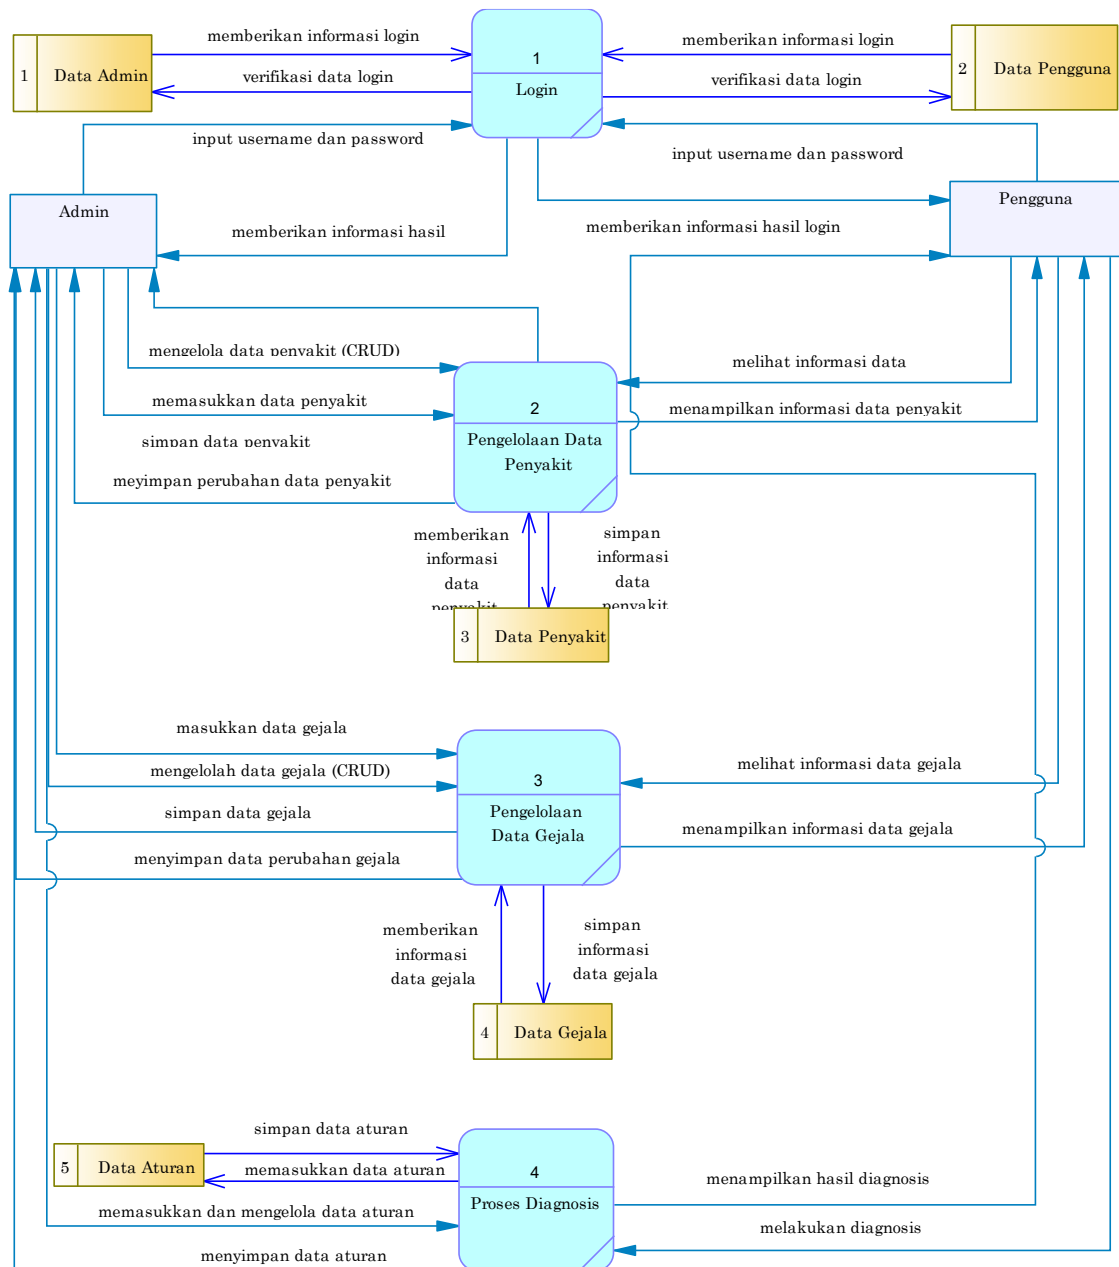 memberikan informasi login
memberikan informasi login
1
1 Data Admin
2 Data Pengguna
verifikasi data login
verifikasi data login
Login
input username dan password
input username dan password
Admin
Pengguna
memberikan informasi hasil
memberikan informasi hasil login
mengelola data penyakit (CRUD)
melihat informasi data
memasukkan data penyakit
2
menampilkan informasi data penyakit
simpan data penyakit
Pengelolaan Data
Penyakit
meyimpan perubahan data penyakit
memberikan
informasi
data
penyakit
simpan
informasi
data
penyakit
3 Data Penyakit
masukkan data gejala
mengelolah data gejala (CRUD)
melihat informasi data gejala
3
simpan data gejala
Pengelolaan
Data Gejala
menampilkan informasi data gejala
menyimpan data perubahan gejala
memberikan
informasi
data gejala
simpan
informasi
data gejala
4 Data Gejala
simpan data aturan
5 Data Aturan
memasukkan data aturan
4
menampilkan hasil diagnosis
Proses Diagnosis
memasukkan dan mengelola data aturan
melakukan diagnosis
menyimpan data aturan